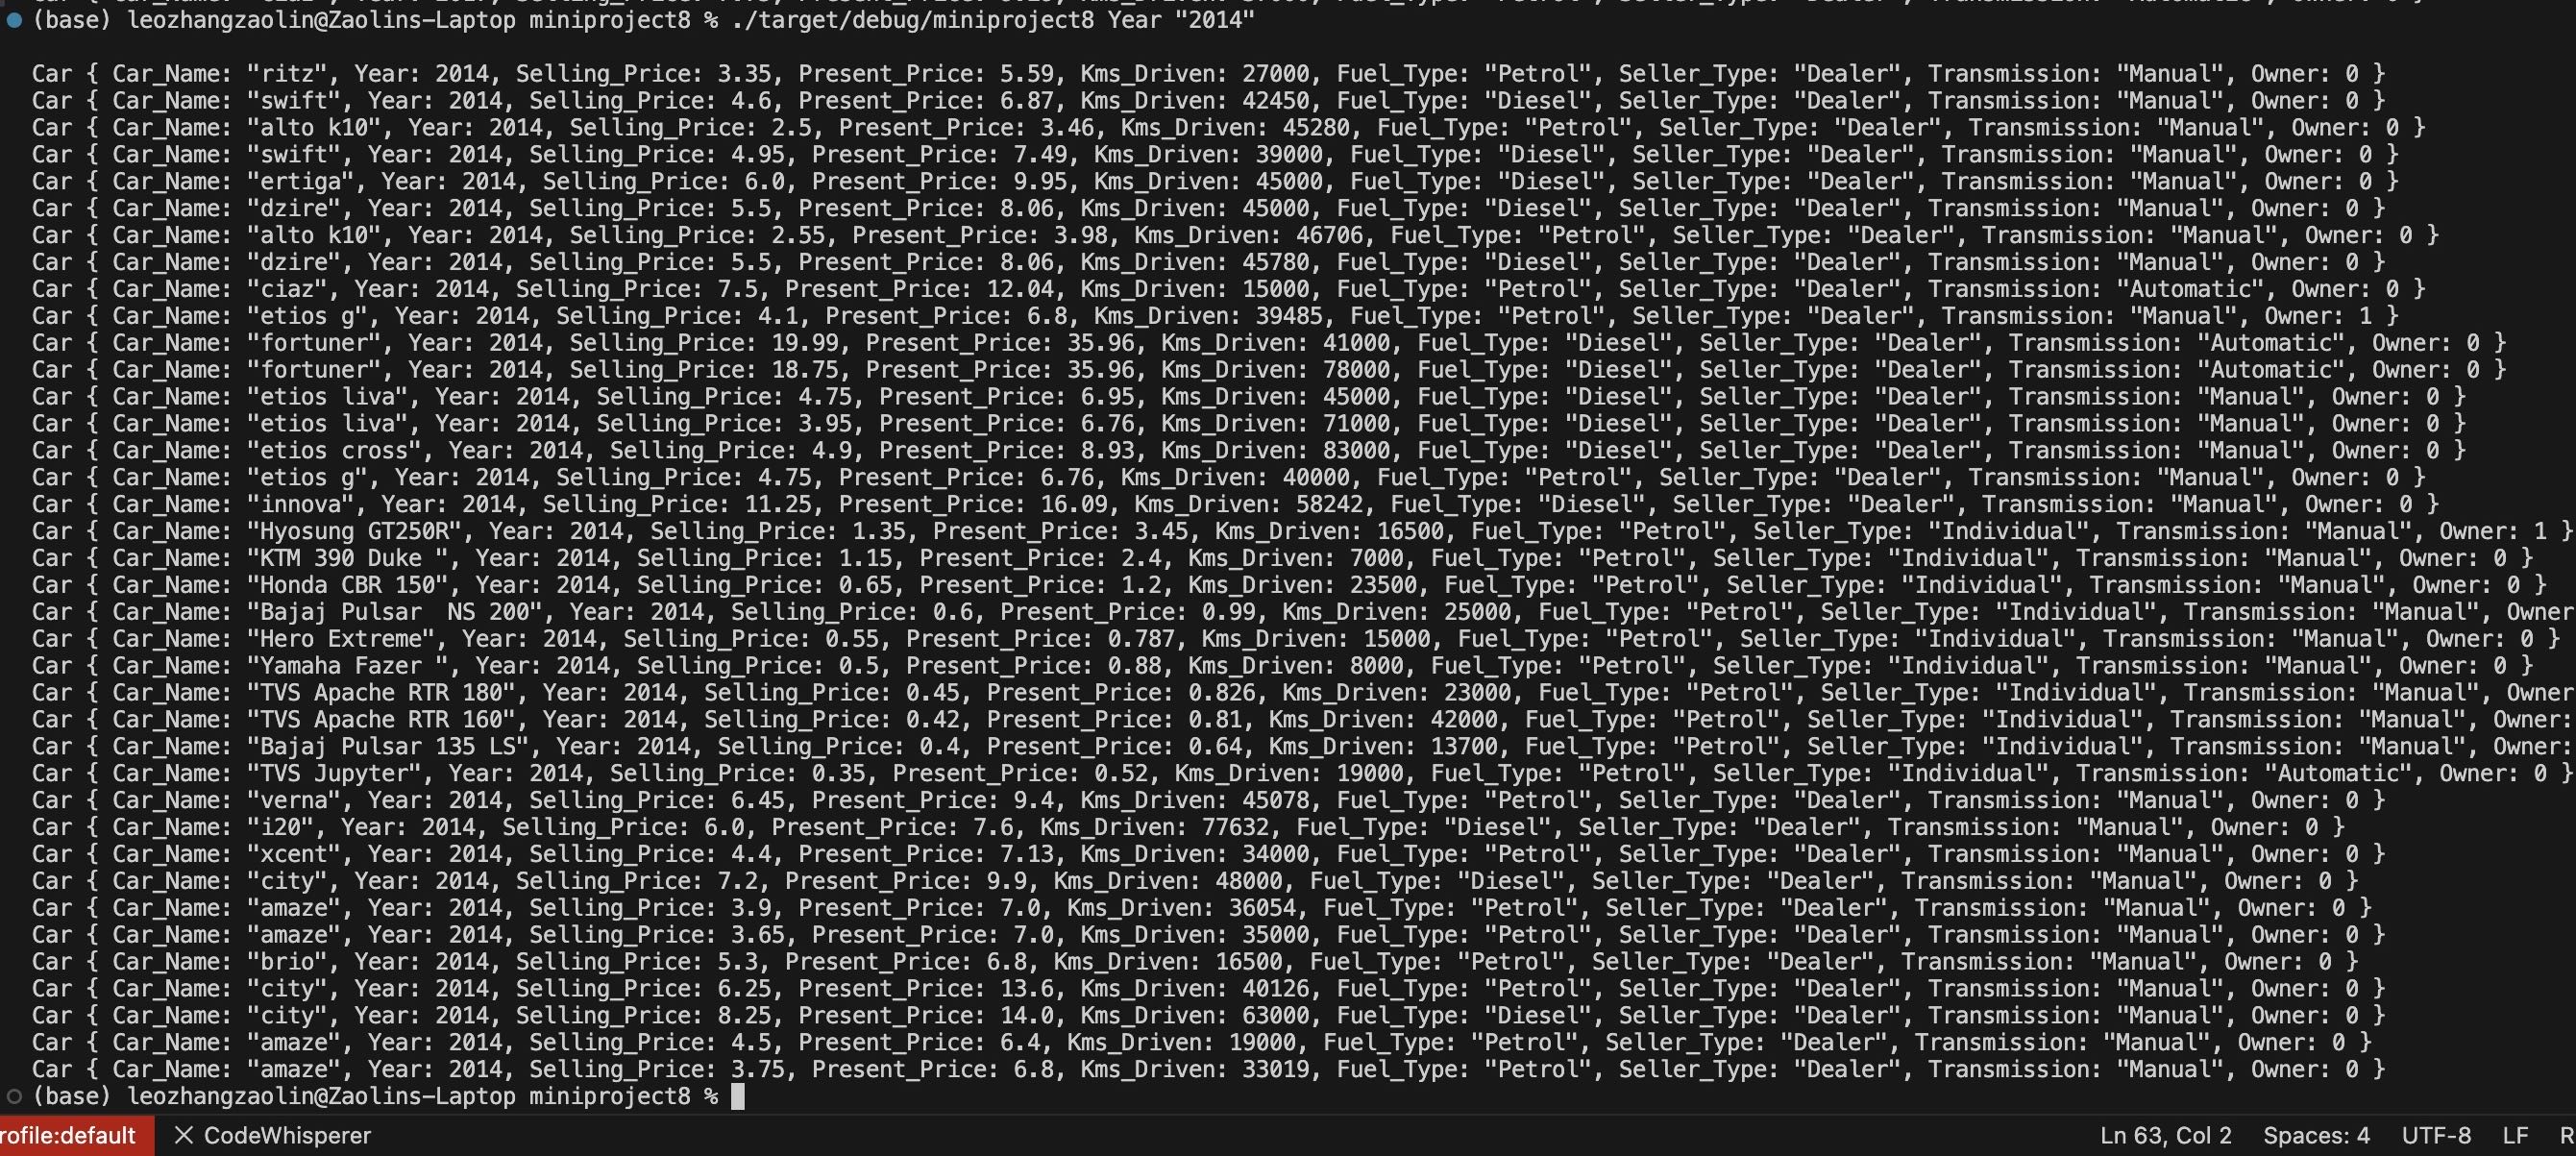 (base) leozhangzaolin@Zaolins-Laptop miniproject8 % ./target/debug/miniproject8 Year "2014"
Car { Car_Name: "ritz", Year: 2014, Selling_Price: 3.35, Present_Price: 5.59, Kms_Driven: 27000, Fuel_Type: "Petrol", Seller_Type: "Dealer", Transmission: "Manual", Owner: 0 }
Car { Car_Name: "swift", Year: 2014, Selling_Price: 4.6, Present_Price: 6.87, Kms_Driven: 42450, Fuel_Type: "Diesel", Seller_Type: "Dealer", Transmission: "Manual", Owner: 0 }
Car { Car_Name: "alto k10", Year: 2014, Selling_Price: 2.5, Present_Price: 3.46, Kms_Driven: 45280, Fuel_Type: "Petrol", Seller_Type: "Dealer", Transmission: "Manual", Owner: 0 }
Car { Car_Name: "swift", Year: 2014, Selling_Price: 4.95, Present_Price: 7.49, Kms_Driven: 39000, Fuel_Type: "Diesel", Seller_Type: "Dealer", Transmission: "Manual", Owner: 0 }
Car { Car_Name: "ertiga", Year: 2014, Selling_Price: 6.0, Present_Price: 9.95, Kms_Driven: 45000, Fuel_Type: "Diesel", Seller_Type: "Dealer", Transmission: "Manual", Owner: 0 }
Car { Car_Name: "dzire", Year: 2014, Selling_Price: 5.5, Present_Price: 8.06, Kms_Driven: 45000, Fuel_Type: "Diesel", Seller_Type: "Dealer", Transmission: "Manual", Owner: 0 }
Car { Car_Name: "alto k10", Year: 2014, Selling_Price: 2.55, Present_Price: 3.98, Kms_Driven: 46706, Fuel_Type: "Petrol", Seller_Type: "Dealer", Transmission: "Manual", Owner: 0 }
Car { Car_Name: "dzire", Year: 2014, Selling_Price: 5.5, Present_Price: 8.06, Kms_Driven: 45780, Fuel_Type: "Diesel", Seller_Type: "Dealer", Transmission: "Manual", Owner: 0 }
Car { Car_Name: "ciaz", Year: 2014, Selling_Price: 7.5, Present_Price: 12.04, Kms_Driven: 15000, Fuel_Type: "Petrol", Seller_Type: "Dealer", Transmission: "Automatic", Owner: 0 }
Car { Car_Name: "etios g", Year: 2014, Selling_Price: 4.1, Present_Price: 6.8, Kms_Driven: 39485, Fuel_Type: "Petrol", Seller_Type: "Dealer", Transmission: "Manual", Owner: 1 }
Car { Car_Name: "fortuner", Year: 2014, Selling_Price: 19.99, Present_Price: 35.96, Kms_Driven: 41000, Fuel_Type: "Diesel", Seller_Type: "Dealer", Transmission: "Automatic", Owner: 0 }
Car { Car_Name: "fortuner", Year: 2014, Selling_Price: 18.75, Present_Price: 35.96, Kms_Driven: 78000, Fuel_Type: "Diesel", Seller_Type: "Dealer", Transmission: "Automatic", Owner: 0 }
Car { Car_Name: "etios liva", Year: 2014, Selling_Price: 4.75, Present_Price: 6.95, Kms_Driven: 45000, Fuel_Type: "Diesel", Seller_Type: "Dealer", Transmission: "Manual", Owner: 0 }
Car { Car_Name: "etios liva", Year: 2014, Selling_Price: 3.95, Present_Price: 6.76, Kms_Driven: 71000, Fuel_Type: "Diesel", Seller_Type: "Dealer", Transmission: "Manual", Owner: 0 }
Car { Car_Name: "etios cross", Year: 2014, Selling_Price: 4.9, Present_Price: 8.93, Kms_Driven: 83000, Fuel_Type: "Diesel", Seller_Type: "Dealer", Transmission: "Manual", Owner: 0 }
Car { Car_Name: "etios g", Year: 2014, Selling_Price: 4.75, Present_Price: 6.76, Kms_Driven: 40000, Fuel_Type: "Petrol", Seller_Type: "Dealer", Transmission: "Manual", Owner: 0 }
Car { Car_Name: "innova", Year: 2014, Selling_Price: 11.25, Present_Price: 16.09, Kms_Driven: 58242, Fuel_Type: "Diesel", Seller_Type: "Dealer", Transmission: "Manual", Owner: 0 }
Car { Car_Name: "Hyosung GT250R", Year: 2014, Selling_Price: 1.35, Present_Price: 3.45, Kms_Driven: 16500, Fuel_Type: "Petrol", Seller_Type: "Individual", Transmission: "Manual", Owner: 1 }
Car { Car_Name: "KTM 390 Duke ", Year: 2014, Selling_Price: 1.15, Present_Price: 2.4, Kms_Driven: 7000, Fuel_Type: "Petrol", Seller_Type: "Individual", Transmission: "Manual", Owner: 0 }
Car { Car_Name: "Honda CBR 150", Year: 2014, Selling_Price: 0.65, Present_Price: 1.2, Kms_Driven: 23500, Fuel_Type: "Petrol", Seller_Type: "Individual", Transmission: "Manual", Owner: 0 }
Car { Car_Name: "Bajaj Pulsar  NS 200", Year: 2014, Selling_Price: 0.6, Present_Price: 0.99, Kms_Driven: 25000, Fuel_Type: "Petrol", Seller_Type: "Individual", Transmission: "Manual", Owner
Car { Car_Name: "Hero Extreme", Year: 2014, Selling_Price: 0.55, Present_Price: 0.787, Kms_Driven: 15000, Fuel_Type: "Petrol", Seller_Type: "Individual", Transmission: "Manual", Owner: 0 }
Car { Car_Name: "Yamaha Fazer ", Year: 2014, Selling_Price: 0.5, Present_Price: 0.88, Kms_Driven: 8000, Fuel_Type: "Petrol", Seller_Type: "Individual", Transmission: "Manual", Owner: 0 }
Car { Car_Name: "TVS Apache RTR 180", Year: 2014, Selling_Price: 0.45, Present_Price: 0.826, Kms_Driven: 23000, Fuel_Type: "Petrol", Seller_Type: "Individual", Transmission: "Manual", Owner
Car { Car_Name: "TVS Apache RTR 160", Year: 2014, Selling_Price: 0.42, Present_Price: 0.81, Kms_Driven: 42000, Fuel_Type: "Petrol", Seller_Type: "Individual", Transmission: "Manual", Owner:
Car { Car_Name: "Bajaj Pulsar 135 LS", Year: 2014, Selling_Price: 0.4, Present_Price: 0.64, Kms_Driven: 13700, Fuel_Type: "Petrol", Seller_Type: "Individual", Transmission: "Manual", Owner:
Car { Car_Name: "TVS Jupyter", Year: 2014, Selling_Price: 0.35, Present_Price: 0.52, Kms_Driven: 19000, Fuel_Type: "Petrol", Seller_Type: "Individual", Transmission: "Automatic", Owner: 0 }
Car { Car_Name: "verna", Year: 2014, Selling_Price: 6.45, Present_Price: 9.4, Kms_Driven: 45078, Fuel_Type: "Petrol", Seller_Type: "Dealer", Transmission: "Manual", Owner: 0 }
Car { Car_Name: "i20", Year: 2014, Selling_Price: 6.0, Present_Price: 7.6, Kms_Driven: 77632, Fuel_Type: "Diesel", Seller_Type: "Dealer", Transmission: "Manual", Owner: 0 }
Car { Car_Name: "xcent", Year: 2014, Selling_Price: 4.4, Present_Price: 7.13, Kms_Driven: 34000, Fuel_Type: "Petrol", Seller_Type: "Dealer", Transmission: "Manual", Owner: 0 }
Car { Car_Name: "city", Year: 2014, Selling_Price: 7.2, Present_Price: 9.9, Kms_Driven: 48000, Fuel_Type: "Diesel", Seller_Type: "Dealer", Transmission: "Manual", Owner: 0 }
Car { Car_Name: "amaze", Year: 2014, Selling_Price: 3.9, Present_Price: 7.0, Kms_Driven: 36054, Fuel_Type: "Petrol", Seller_Type: "Dealer", Transmission: "Manual", Owner: 0 }
Car { Car_Name: "amaze", Year: 2014, Selling_Price: 3.65, Present_Price: 7.0, Kms_Driven: 35000, Fuel_Type: "Petrol", Seller_Type: "Dealer", Transmission: "Manual", Owner: 0 }
Car { Car_Name: "brio", Year: 2014, Selling_Price: 5.3, Present_Price: 6.8, Kms_Driven: 16500, Fuel_Type: "Petrol", Seller_Type: "Dealer", Transmission: "Manual", Owner: 0 }
Car { Car_Name: "city", Year: 2014, Selling_Price: 6.25, Present_Price: 13.6, Kms_Driven: 40126, Fuel_Type: "Petrol", Seller_Type: "Dealer", Transmission: "Manual", Owner: 0 }
Car { Car_Name: "city", Year: 2014, Selling_Price: 8.25, Present_Price: 14.0, Kms_Driven: 63000, Fuel_Type: "Diesel", Seller_Type: "Dealer", Transmission: "Manual", Owner: 0 }
Car { Car_Name: "amaze", Year: 2014, Selling_Price: 4.5, Present_Price: 6.4, Kms_Driven: 19000, Fuel_Type: "Petrol", Seller_Type: "Dealer", Transmission: "Manual", Owner: 0 }
Car { Car_Name: "amaze", Year: 2014, Selling_Price: 3.75, Present_Price: 6.8, Kms_Driven: 33019, Fuel_Type: "Petrol", Seller_Type: "Dealer", Transmission: "Manual", Owner: 0 }
(base) leozhangzaolin@Zaolins-Laptop miniproject8 %
rofile:default CodeWhisperer Ln 63, Col 2 Spaces: 4 UTF-8 LF R